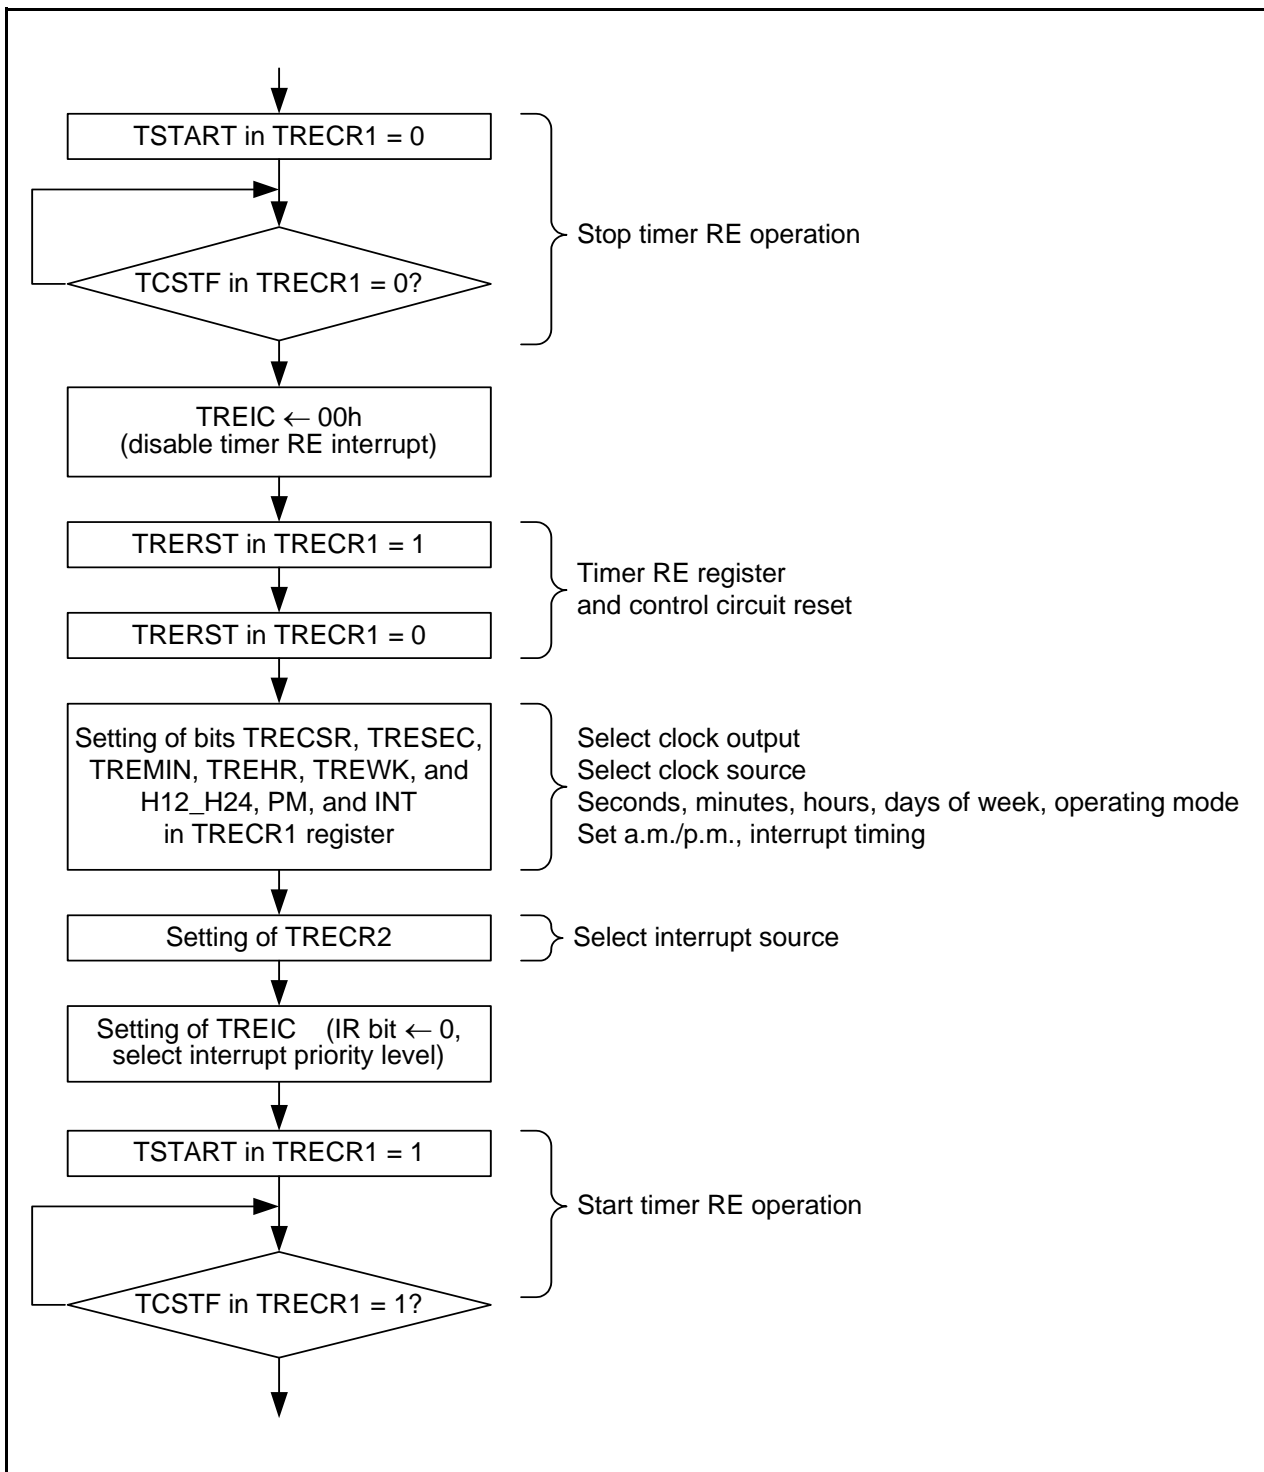 TSTART in TRECR1 = 0
TCSTF in TRECR1 = 0?
Stop timer RE operation
TREIC ← 00h
(disable timer RE interrupt)
TRERST in TRECR1 = 1
TRERST in TRECR1 = 0
Timer RE register
and control circuit reset
Setting of bits TRECSR, TRESEC,
TREMIN, TREHR, TREWK, and
H12_H24, PM, and INT
in TRECR1 register
Select clock output
Select clock source
Seconds, minutes, hours, days of week, operating mode
Set a.m./p.m., interrupt timing
Setting of TRECR2
Select interrupt source
Setting of TREIC (IR bit ← 0,
select interrupt priority level)
TSTART in TRECR1 = 1
TCSTF in TRECR1 = 1?
Start timer RE operation